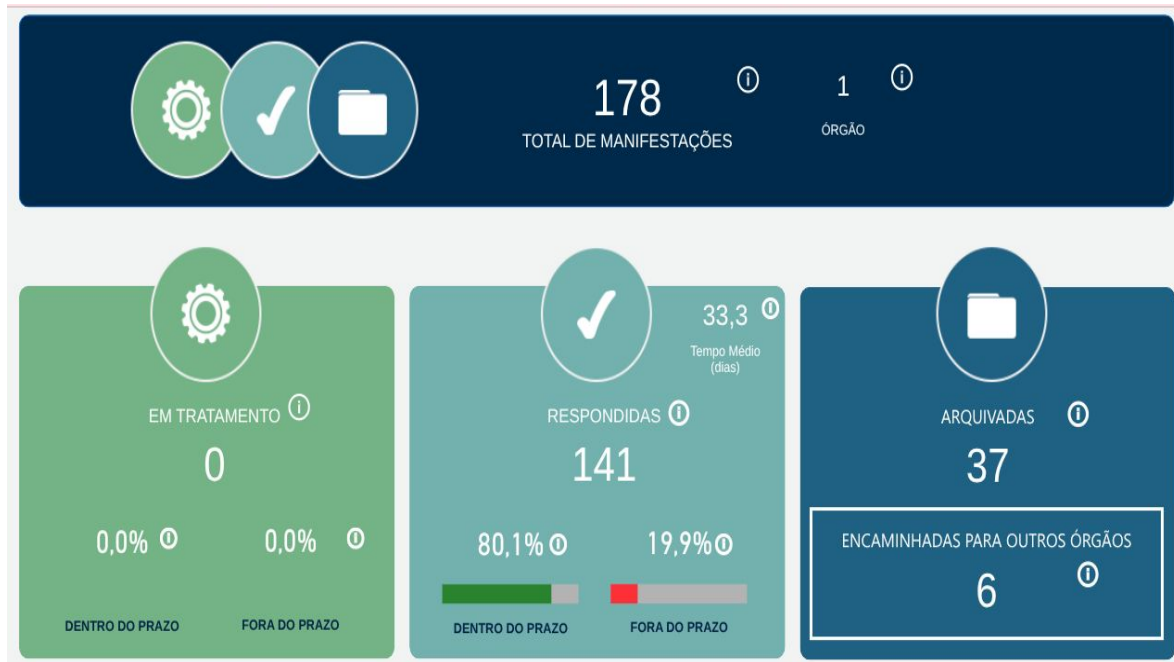 178
TOTAL DE MANIFESTAÇÕES
1
ÓRGÃO
EM TRATAMENTO
0
0,0%
0,0%
DENTRO DO PRAZO
FORA DO PRAZO
33,3
Tempo Médio
(dias)
RESPONDIDAS
141
80,1%
19,9%
DENTRO DO PRAZO
FORA DO PRAZO
ARQUIVADAS
37
ENCAMINHADAS PARA OUTROS ÓRGÃOS
6